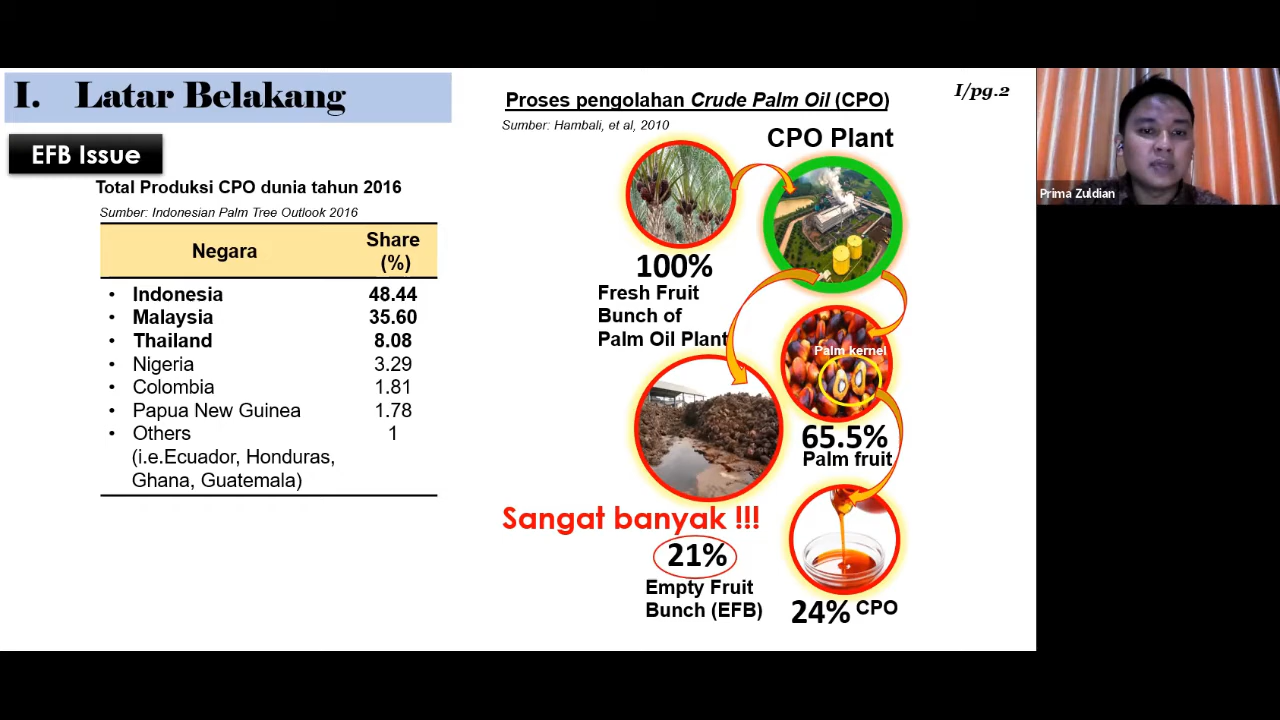 I. Latar Belakang
EFB Issue
Total Produksi CPO dunia tahun 2016
Sumber: Indonesian Palm Tree Outlook 2016
Negara Share (%)
• Indonesia 48.44
• Malaysia 35.60
• Thailand 8.08
• Nigeria 3.29
• Colombia 1.81
• Papua New Guinea 1.78
• Others 1
(i.e.Ecuador, Honduras,
Ghana, Guatemala)
Proses pengolahan Crude Palm Oil (CPO)
I/pg.2
Sumber: Hambali, et al, 2010
CPO Plant
100%
Fresh Fruit
Bunch of
Palm Oil Plant
Palm kernel
65.5%
Palm fruit
Sangat banyak !!!
21%
Empty Fruit
Bunch (EFB)
24% CPO
Prima Zuldian